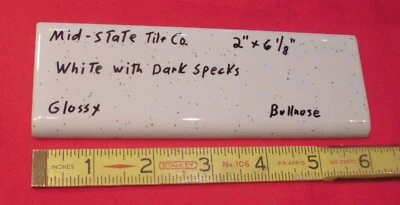 Mid-State Tile Co. 2" x 6 1/8"
White with Dark Specks
Glossy Bullnose
INCHES 1 2 STANLEY 3 No. 106 4 5 6